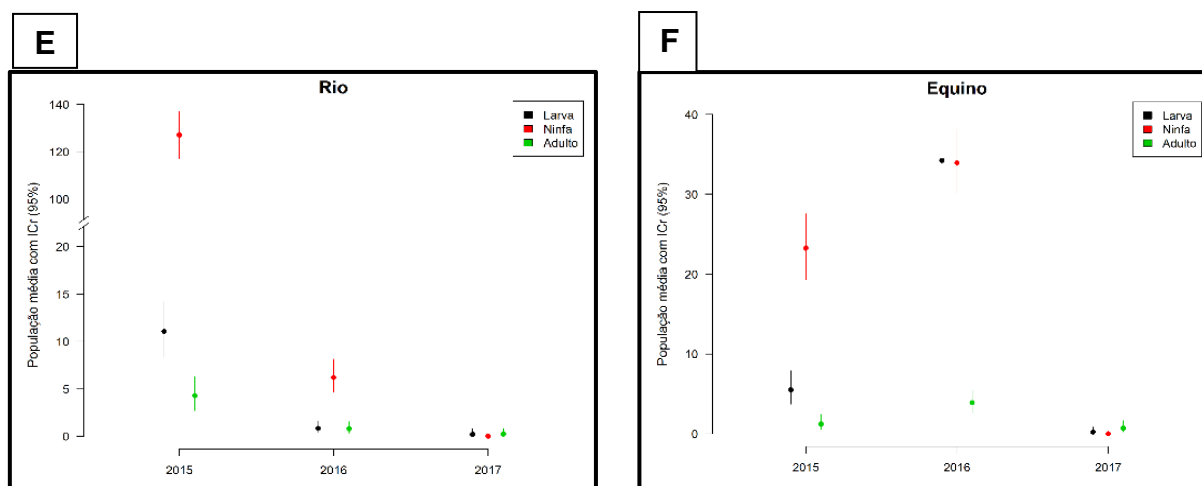 E
Rio
Larva
Ninfa
Adulto
População média com ICr (95%)
140
120
100
20
15
10
5
0
2015
2016
2017
F
Equino
Larva
Ninfa
Adulto
População média com ICr (95%)
40
30
20
10
0
2015
2016
2017